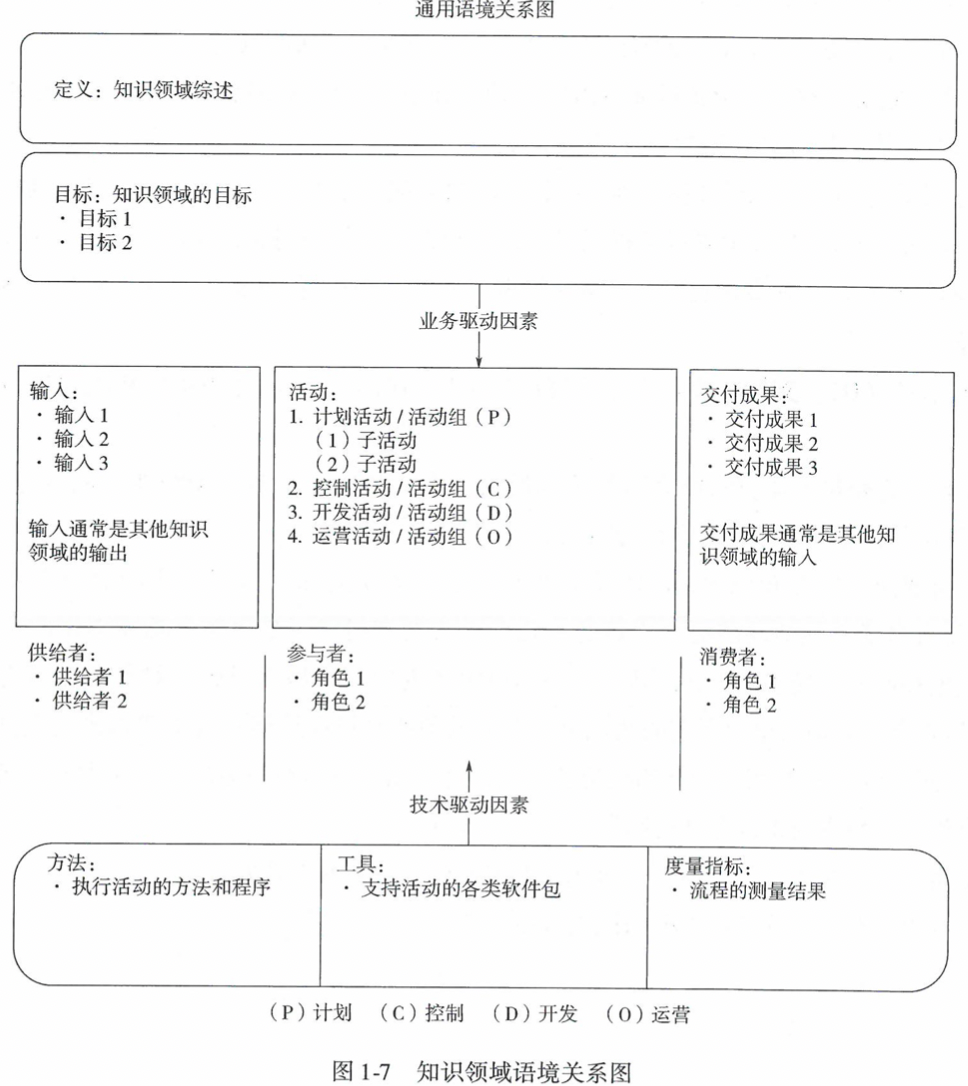 通用语境关系图
定义：知识领域综述
目标：知识领域的目标
· 目标 1
· 目标 2
业务驱动因素
输入：
· 输入 1
· 输入 2
· 输入 3
输入通常是其他知识
领域的输出
活动：
1. 计划活动 / 活动组（P）
（1）子活动
（2）子活动
2. 控制活动 / 活动组（C）
3. 开发活动 / 活动组（D）
4. 运营活动 / 活动组（O）
交付成果：
· 交付成果 1
· 交付成果 2
· 交付成果 3
交付成果通常是其他知
识领域的输入
供给者：
· 供给者 1
· 供给者 2
参与者：
· 角色 1
· 角色 2
消费者：
· 角色 1
· 角色 2
技术驱动因素
方法：
· 执行活动的方法和程序
工具：
· 支持活动的各类软件包
度量指标：
· 流程的测量结果
（P）计划 （C）控制 （D）开发 （O）运营
图 1-7 知识领域语境关系图